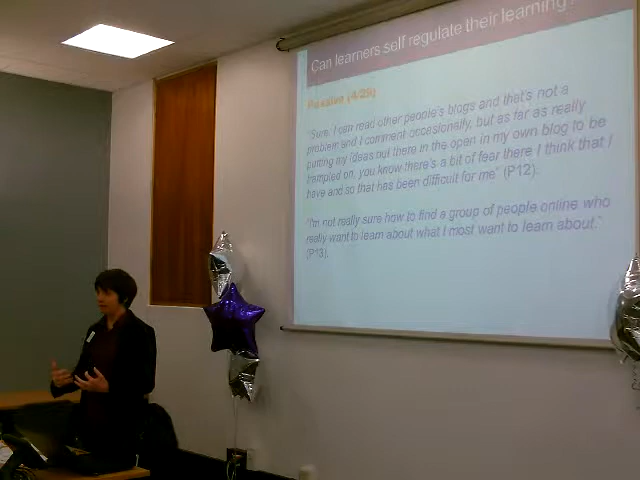 Can learners self regulate their learning?
Passive (4/29)
"Sure, I can read other people's blogs and that's not a
problem and I comment occasionally, but as far as really
putting my ideas out there in the open in my own blog to be
trampled on, you know there's a bit of fear there I think that I
have and so that has been difficult for me" (P12).
"I'm not really sure how to find a group of people online who
really want to learn about what I most want to learn about."
(P13).